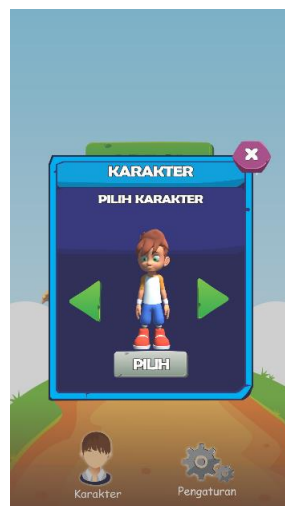 KARAKTER
PILIH KARAKTER
PILIH
Karakter
Pengaturan